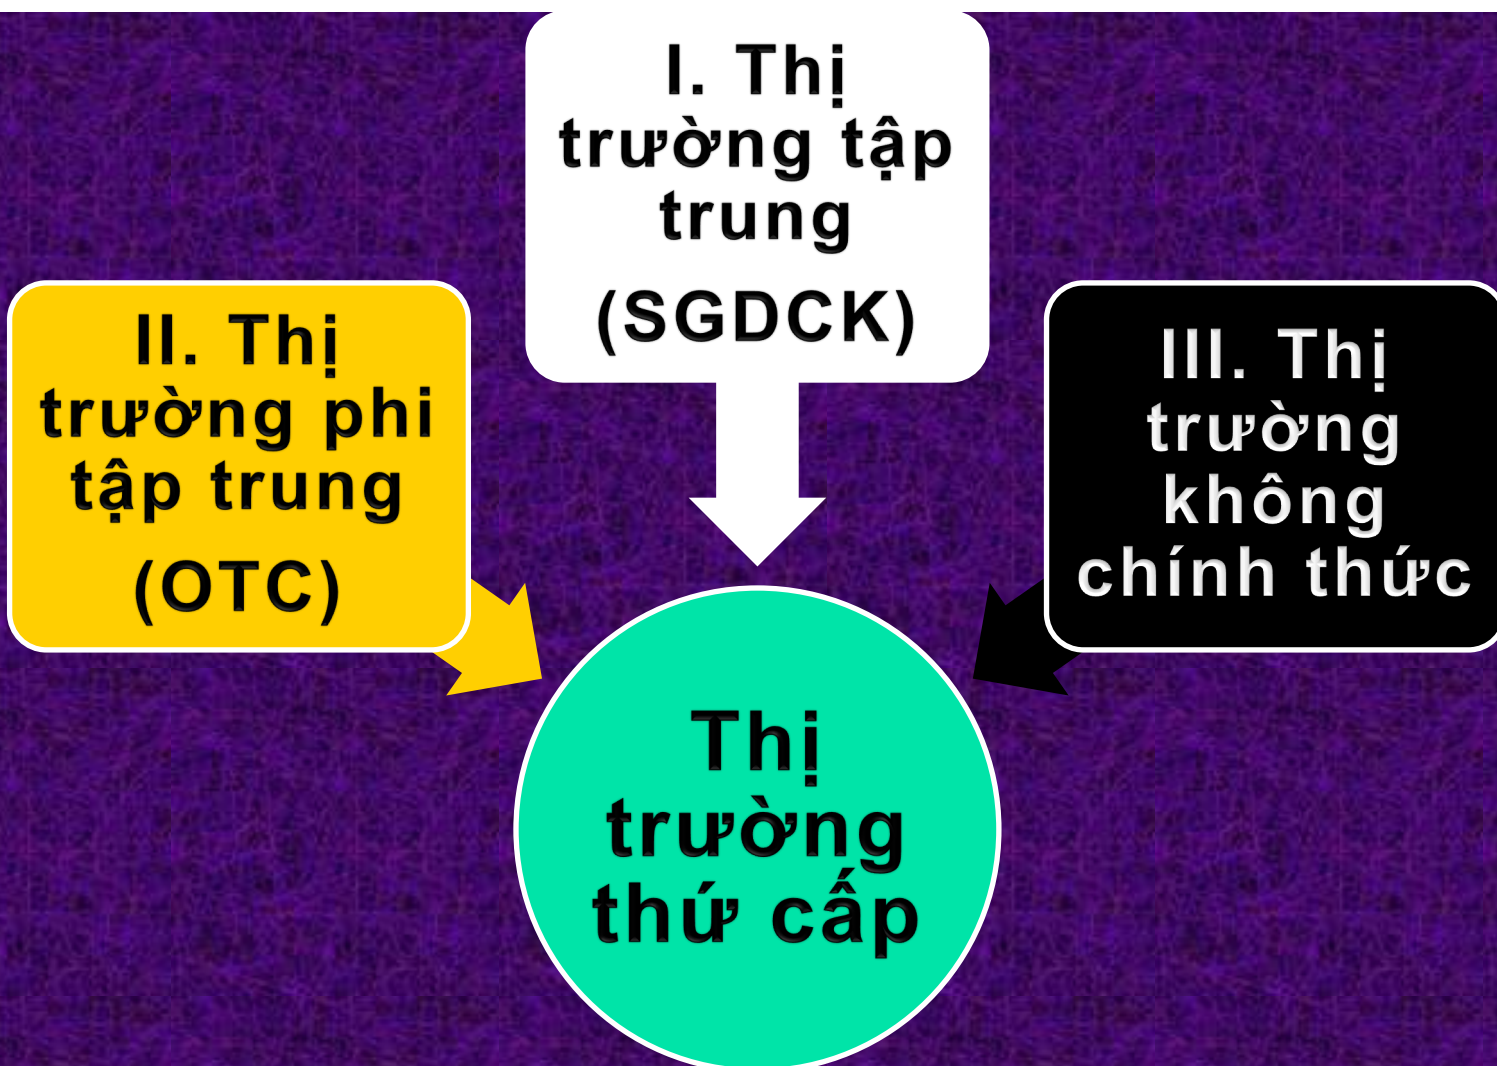 I. Thị
trường tập
trung
(SGDCK)
II. Thị
trường phi
tập trung
(OTC)
III. Thị
trường
không
chính thức
Thị
trường
thứ cấp